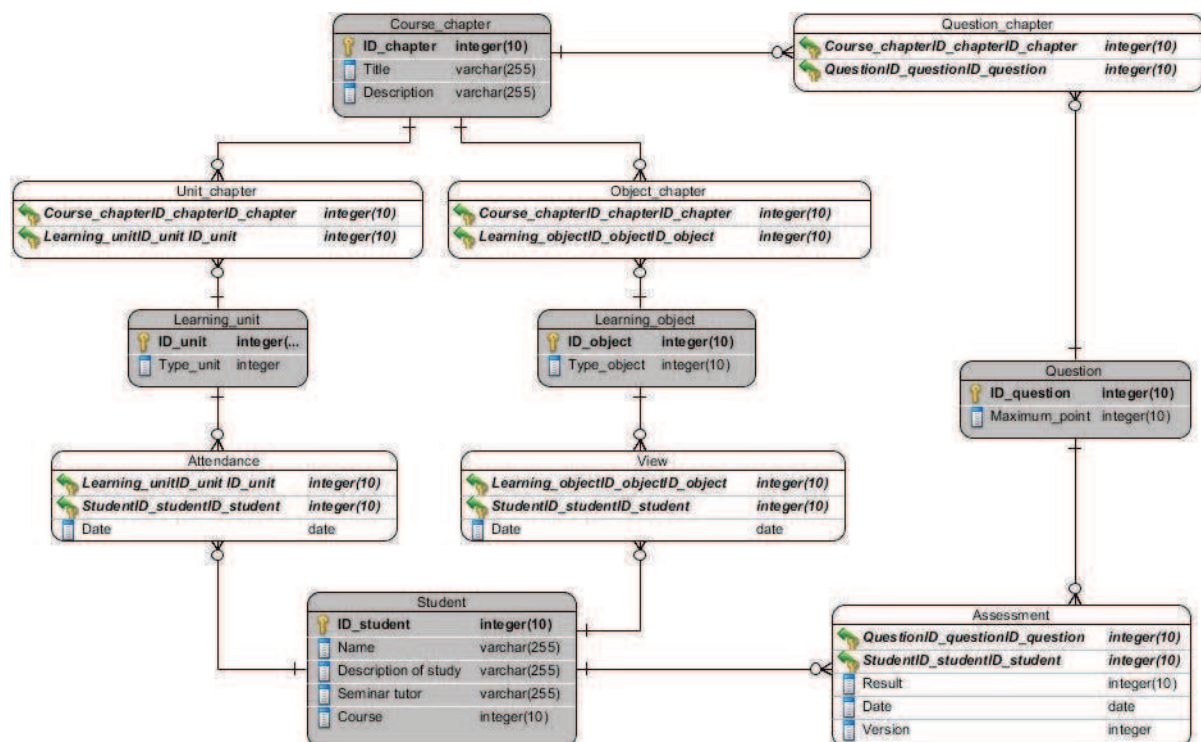 Course_chapter
ID_chapter integer(10)
Title varchar(255)
Description varchar(255)
Question_chapter
Course_chapterID_chapterID_chapter integer(10)
QuestionID_questionID_question integer(10)
Unit_chapter
Course_chapterID_chapterID_chapter integer(10)
Learning_unitID_unit ID_unit integer(10)
Object_chapter
Course_chapterID_chapterID_chapter integer(10)
Learning_objectID_objectID_object integer(10)
Learning_unit
ID_unit integer(...
Type_unit integer
Learning_object
ID_object integer(10)
Type_object integer(10)
Question
ID_question integer(10)
Maximum_point integer(10)
Attendance
Learning_unitID_unit ID_unit integer(10)
StudentID_studentID_student integer(10)
Date date
View
Learning_objectID_objectID_object integer(10)
StudentID_studentID_student integer(10)
Date date
Student
ID_student integer(10)
Name varchar(255)
Description of study varchar(255)
Seminar tutor varchar(255)
Course integer(10)
Assessment
QuestionID_questionID_question integer(10)
StudentID_studentID_student integer(10)
Result integer(10)
Date date
Version integer